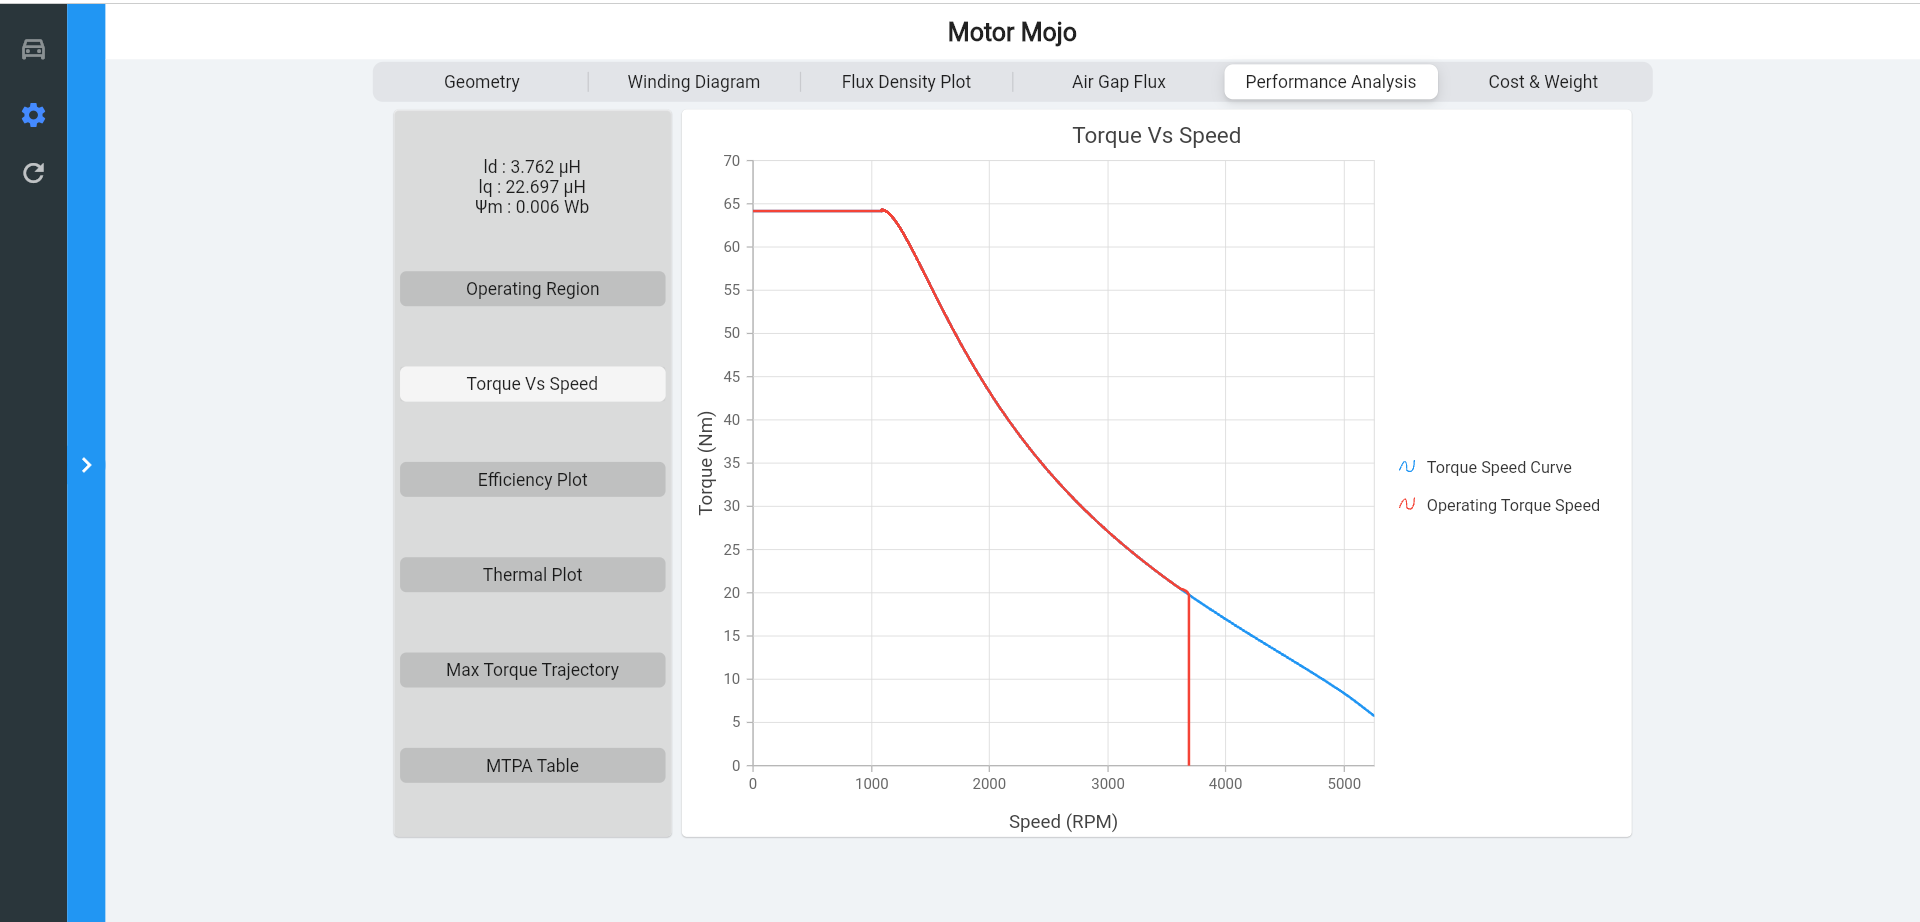 Motor Mojo
Geometry
Winding Diagram
Flux Density Plot
Air Gap Flux
Performance Analysis
Cost & Weight
ld : 3.762 µH
lq : 22.697 µH
Ψm : 0.006 Wb
Operating Region
Torque Vs Speed
Efficiency Plot
Thermal Plot
Max Torque Trajectory
MTPA Table
Torque Vs Speed
70
65
60
55
50
45
40
35
30
25
20
15
10
5
0
Torque (Nm)
0
1000
2000
3000
4000
5000
Speed (RPM)
Torque Speed Curve
Operating Torque Speed